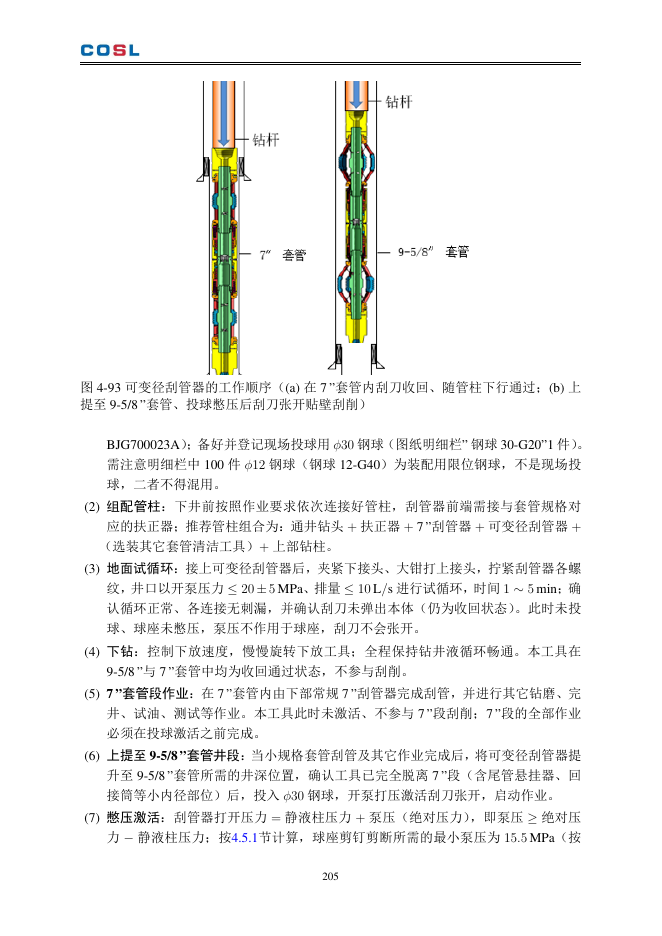 COSL
钻杆
钻杆
7″ 套管
9-5/8″ 套管
图 4-93 可变径刮管器的工作顺序（(a) 在 7 ”套管内刮刀收回、随管柱下行通过；(b) 上
提至 9-5/8 ”套管、投球憋压后刮刀张开贴壁刮削）
BJG700023A）；备好并登记现场投球用 ϕ30 钢球（图纸明细栏” 钢球 30-G20”1 件）。
需注意明细栏中 100 件 ϕ12 钢球（钢球 12-G40）为装配用限位钢球，不是现场投
球，二者不得混用。
(2) 组配管柱：下井前按照作业要求依次连接好管柱，刮管器前端需接与套管规格对
应的扶正器；推荐管柱组合为：通井钻头 + 扶正器 + 7 ”刮管器 + 可变径刮管器 +
（选装其它套管清洁工具）+ 上部钻柱。
(3) 地面试循环：接上可变径刮管器后，夹紧下接头、大钳打上接头，拧紧刮管器各螺
纹，井口以开泵压力 ≤ 20 ± 5 MPa、排量 ≤ 10 L/s 进行试循环，时间 1 ∼ 5 min；确
认循环正常、各连接无刺漏，并确认刮刀未弹出本体（仍为收回状态）。此时未投
球、球座未憋压，泵压不作用于球座，刮刀不会张开。
(4) 下钻：控制下放速度，慢慢旋转下放工具；全程保持钻井液循环畅通。本工具在
9-5/8 ”与 7 ”套管中均为收回通过状态，不参与刮削。
(5) 7 ”套管段作业：在 7 ”套管内由下部常规 7 ”刮管器完成刮管，并进行其它钻磨、完
井、试油、测试等作业。本工具此时未激活、不参与 7 ”段刮削；7 ”段的全部作业
必须在投球激活之前完成。
(6) 上提至 9-5/8 ”套管井段：当小规格套管刮管及其它作业完成后，将可变径刮管器提
升至 9-5/8 ”套管所需的井深位置，确认工具已完全脱离 7 ”段（含尾管悬挂器、回
接筒等小内径部位）后，投入 ϕ30 钢球，开泵打压激活刮刀张开，启动作业。
(7) 憋压激活：刮管器打开压力 = 静液柱压力 + 泵压（绝对压力），即泵压 ≥ 绝对压
力 − 静液柱压力；按4.5.1节计算，球座剪钉剪断所需的最小泵压为 15.5 MPa（按
205